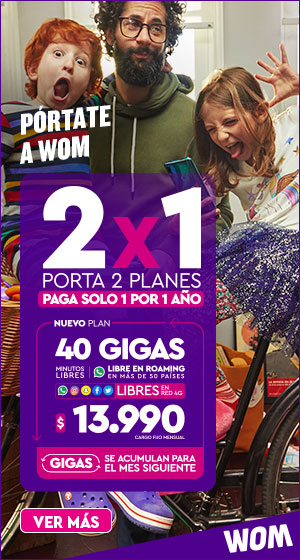 PÓRTATE
A WOM
2x1
PORTA 2 PLANES
PAGA SOLO 1 POR 1 AÑO
NUEVO PLAN
40 GIGAS
MINUTOS LIBRES
LIBRE EN ROAMING
EN MÁS DE 50 PAÍSES
LIBRES EN RED 4G
$ 13.990
CARGO FIJO MENSUAL
GIGAS SE ACUMULAN PARA
EL MES SIGUIENTE
VER MÁS
WOM